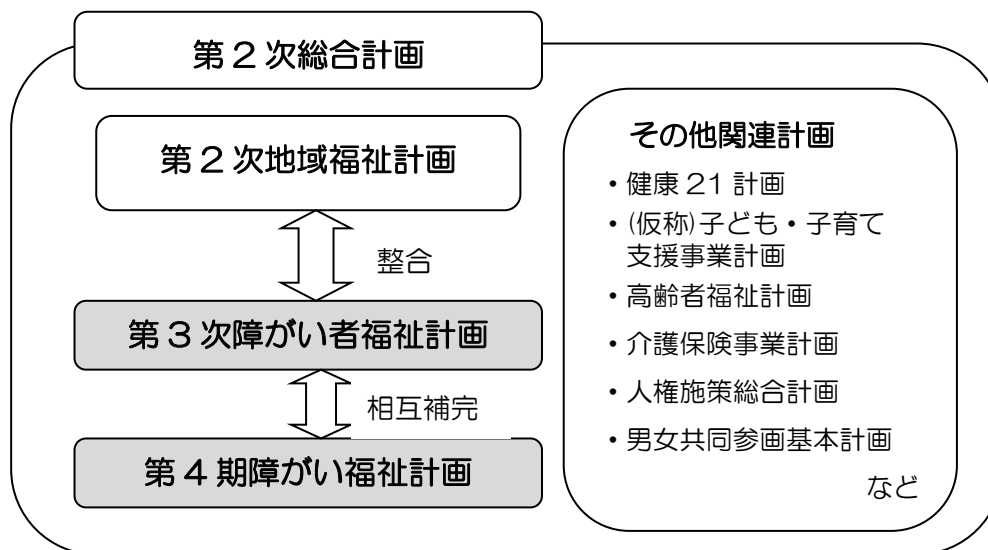 第２次総合計画
第２次地域福祉計画
整合
第３次障がい者福祉計画
相互補完
第４期障がい福祉計画
その他関連計画
・健康 21 計画
・(仮称)子ども・子育て
支援事業計画
・高齢者福祉計画
・介護保険事業計画
・人権施策総合計画
・男女共同参画基本計画
など